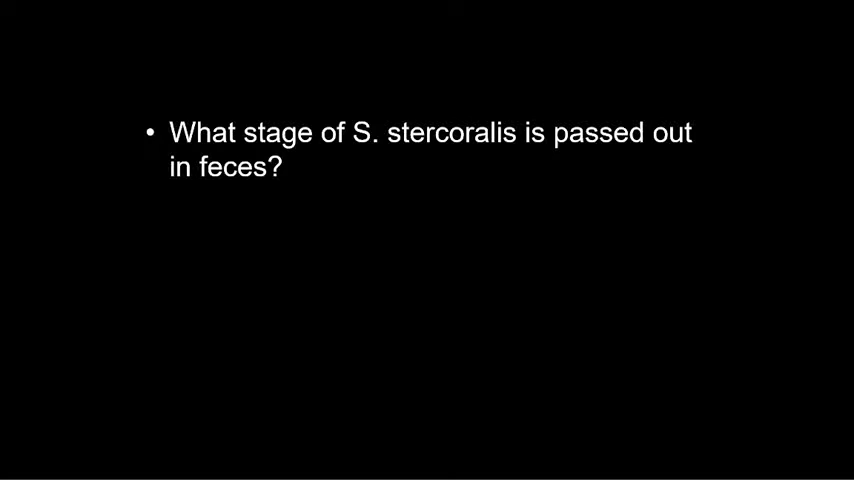 • What stage of S. stercoralis is passed out
in feces?